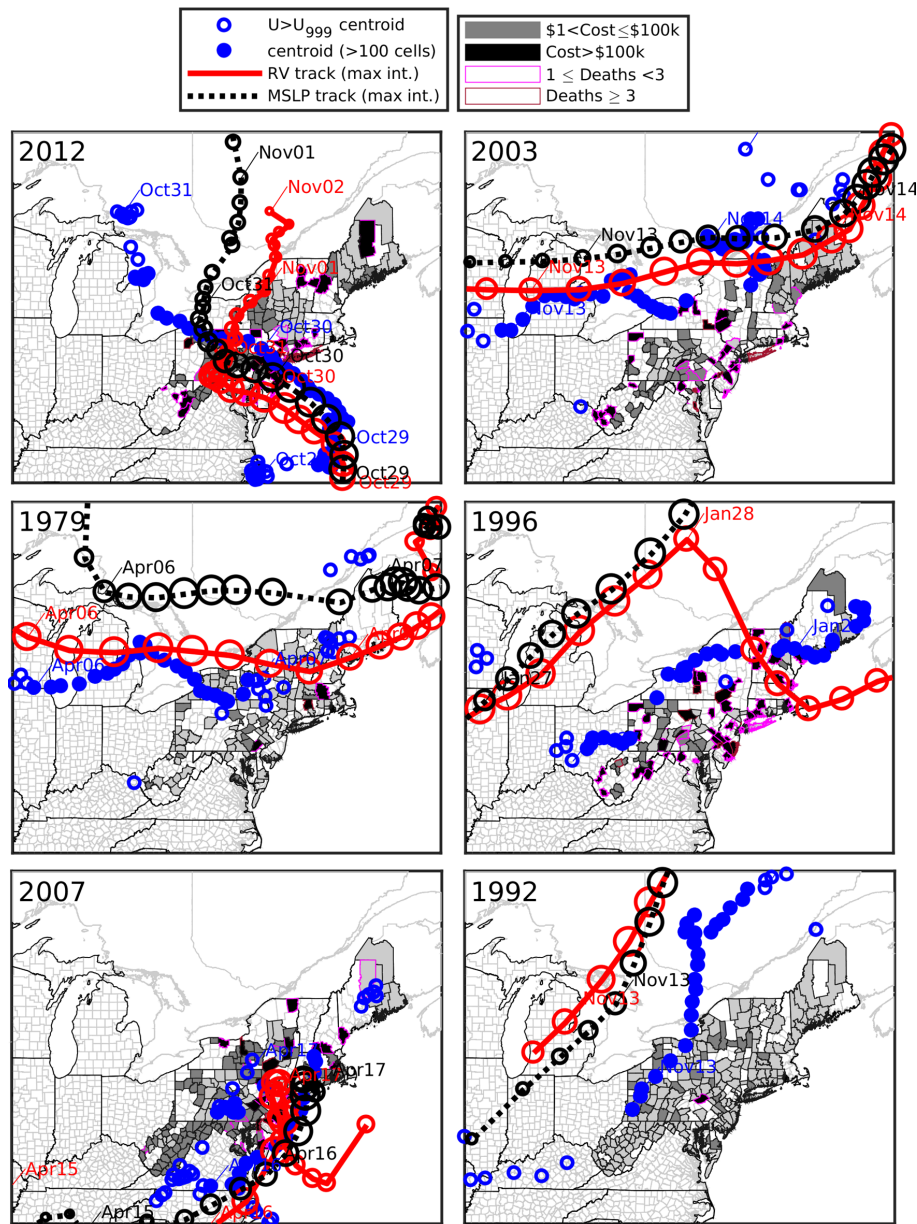 U>U999 centroid
centroid (>100 cells)
RV track (max int.)
MSLP track (max int.)
$1<Cost≤$100k
Cost>$100k
1 ≤ Deaths <3
Deaths ≥ 3
2012
Nov01
Nov02
Oct31
Nov01
Oct31
Oct30
Oct30
Oct30
Oct29
Oct29
Oct29
2003
Nov14
Nov14
Nov14
Nov13
Nov13
Nov13
1979
Apr06
Apr07
Apr06
Apr06
1996
Jan28
Jan27
2007
Apr17
Apr17
Apr16
Apr15
Apr15
1992
Nov13
Nov13
Nov13